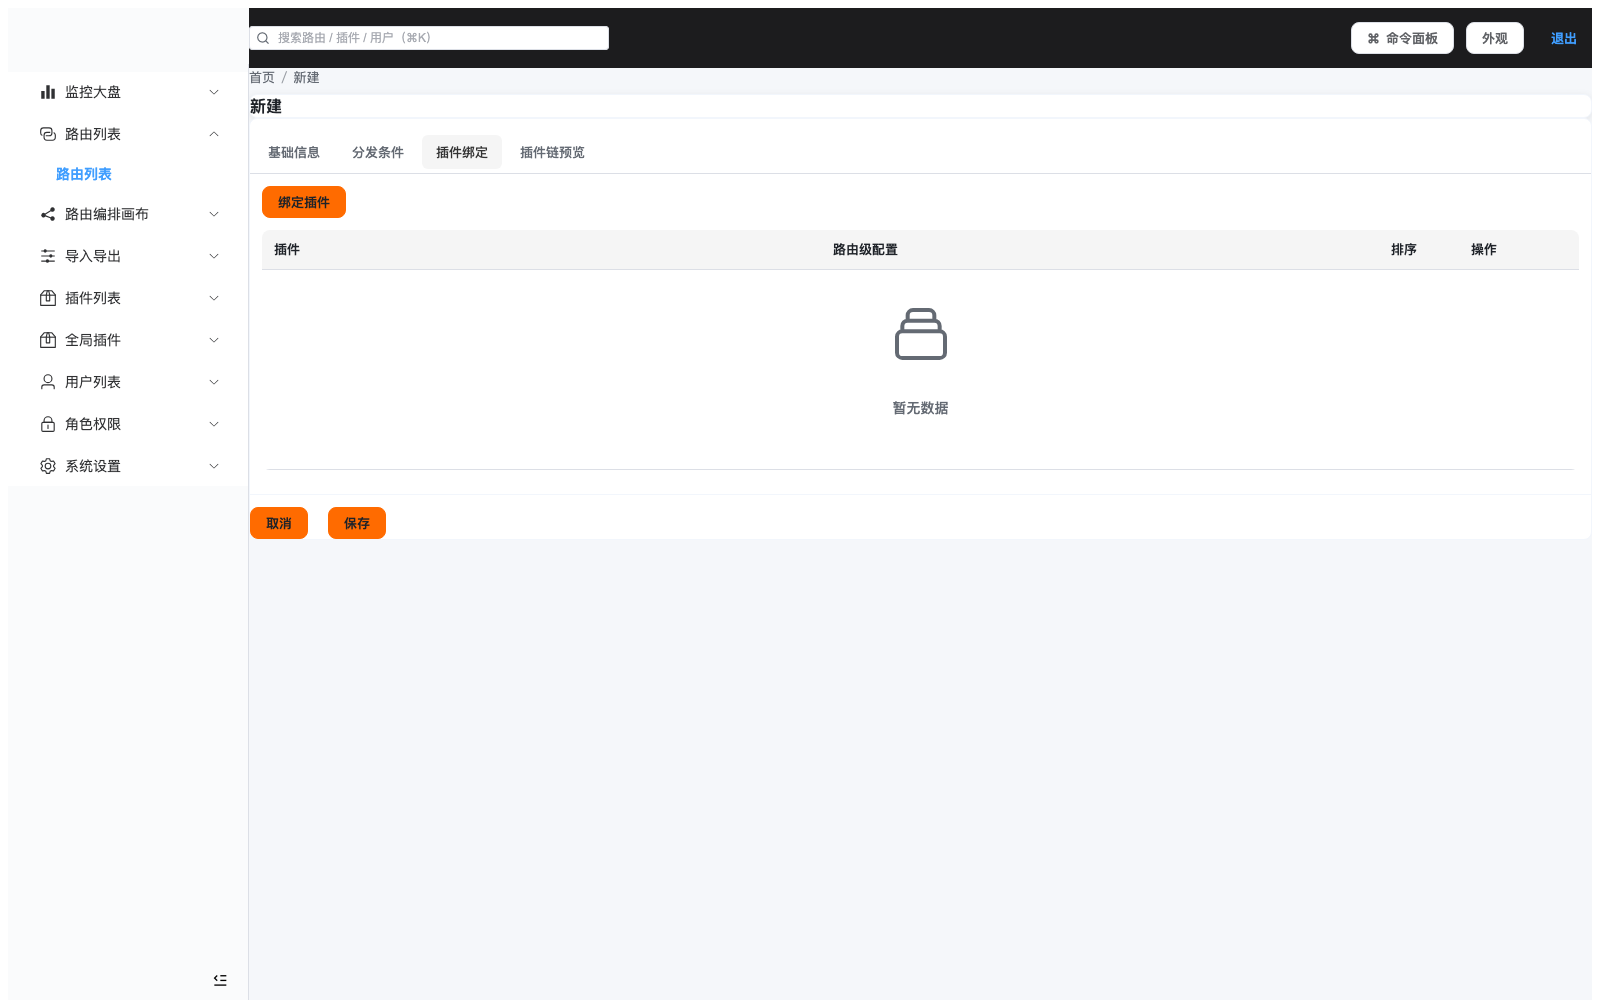 搜索路由 / 插件 / 用户（⌘K）
⌘ 命令面板
外观
退出
监控大盘
路由列表
路由列表
路由编排画布
导入导出
插件列表
全局插件
用户列表
角色权限
系统设置
首页 / 新建
新建
基础信息 分发条件 插件绑定 插件链预览
绑定插件
插件 路由级配置 排序 操作
暂无数据
取消 保存